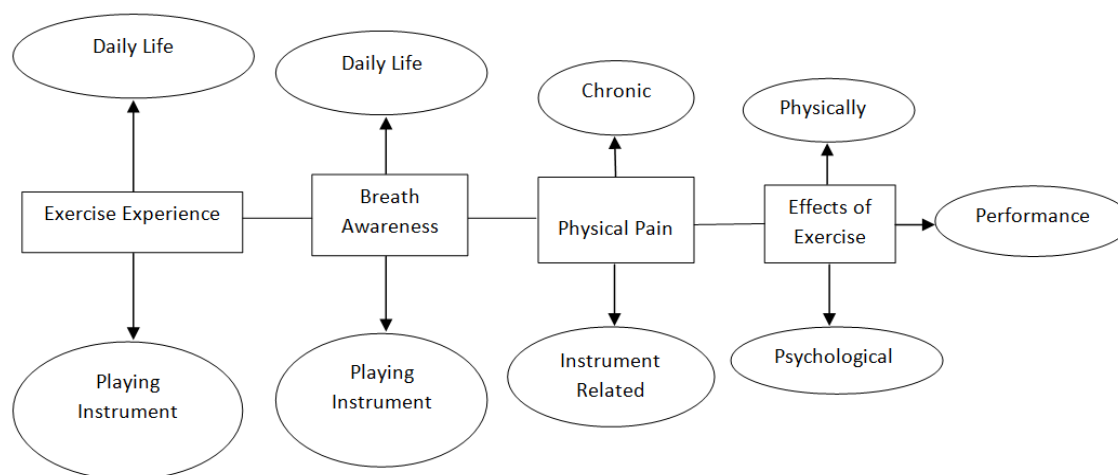 Daily Life
Daily Life
Chronic
Physically
Exercise Experience
Breath
Awareness
Physical Pain
Effects of
Exercise
Performance
Playing
Instrument
Playing
Instrument
Instrument
Related
Psychological